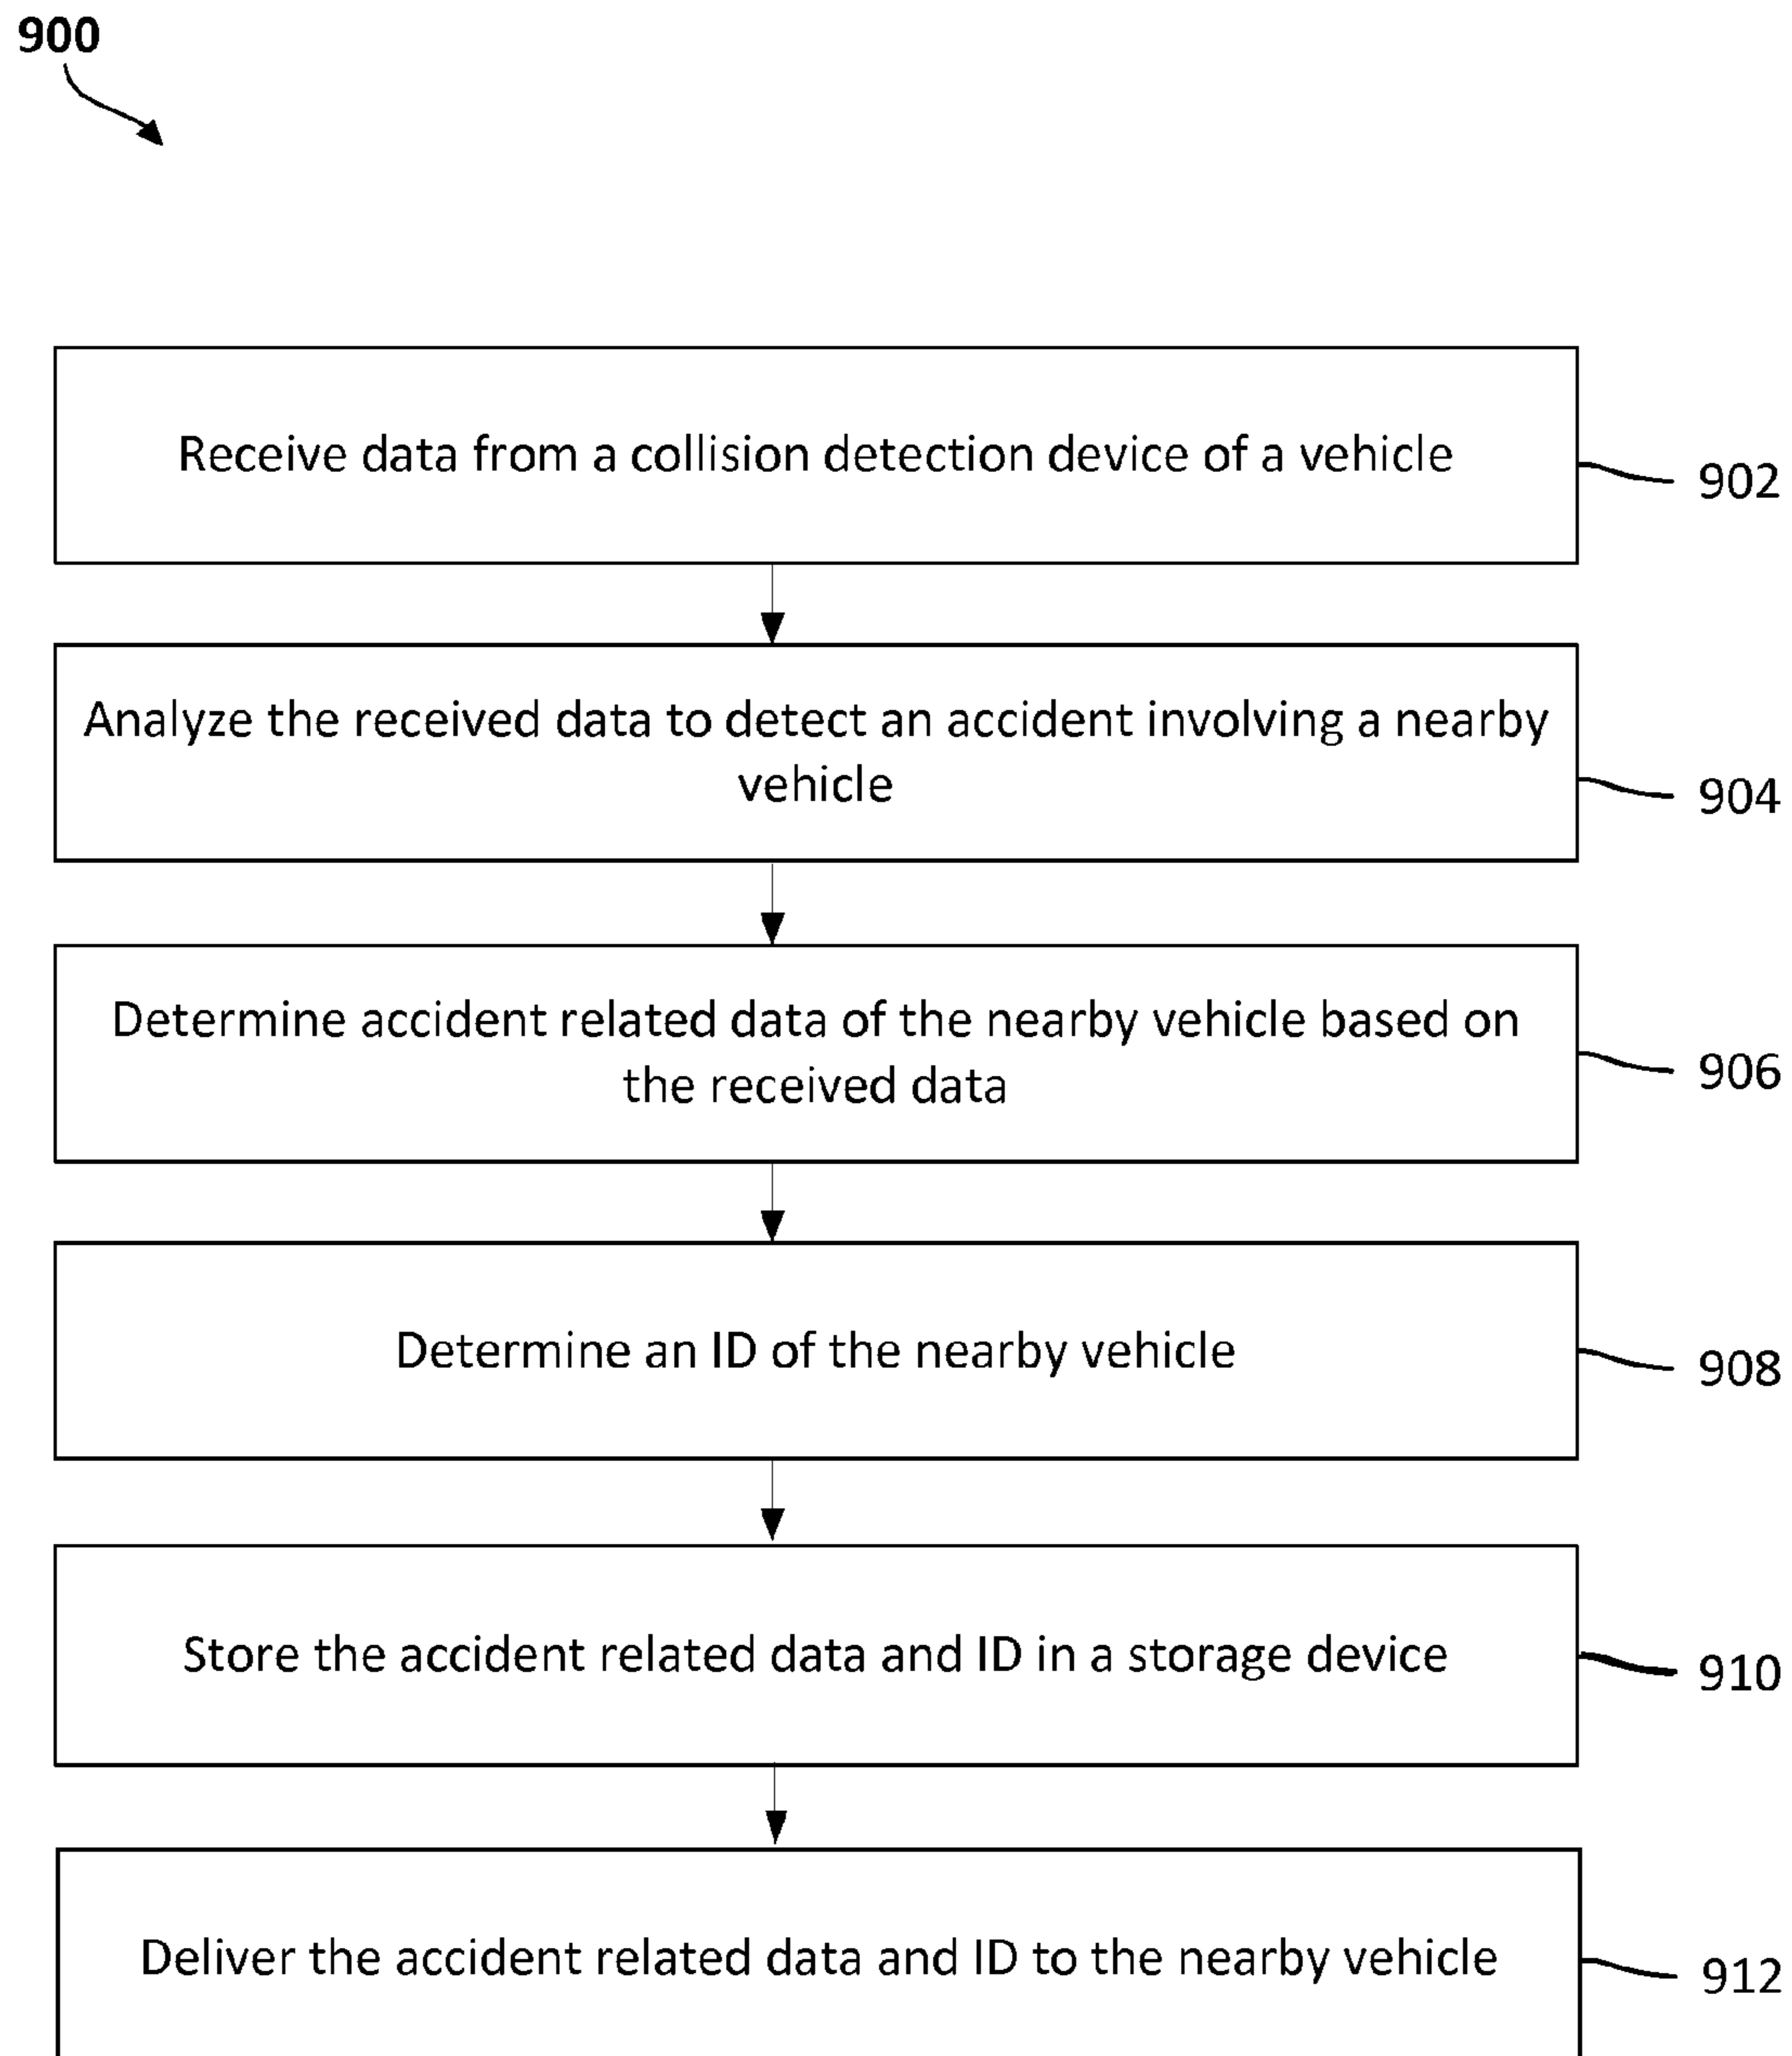 900
Receive data from a collision detection device of a vehicle
902
Analyze the received data to detect an accident involving a nearby
vehicle
904
Determine accident related data of the nearby vehicle based on
the received data
906
Determine an ID of the nearby vehicle
908
Store the accident related data and ID in a storage device
910
Deliver the accident related data and ID to the nearby vehicle
912